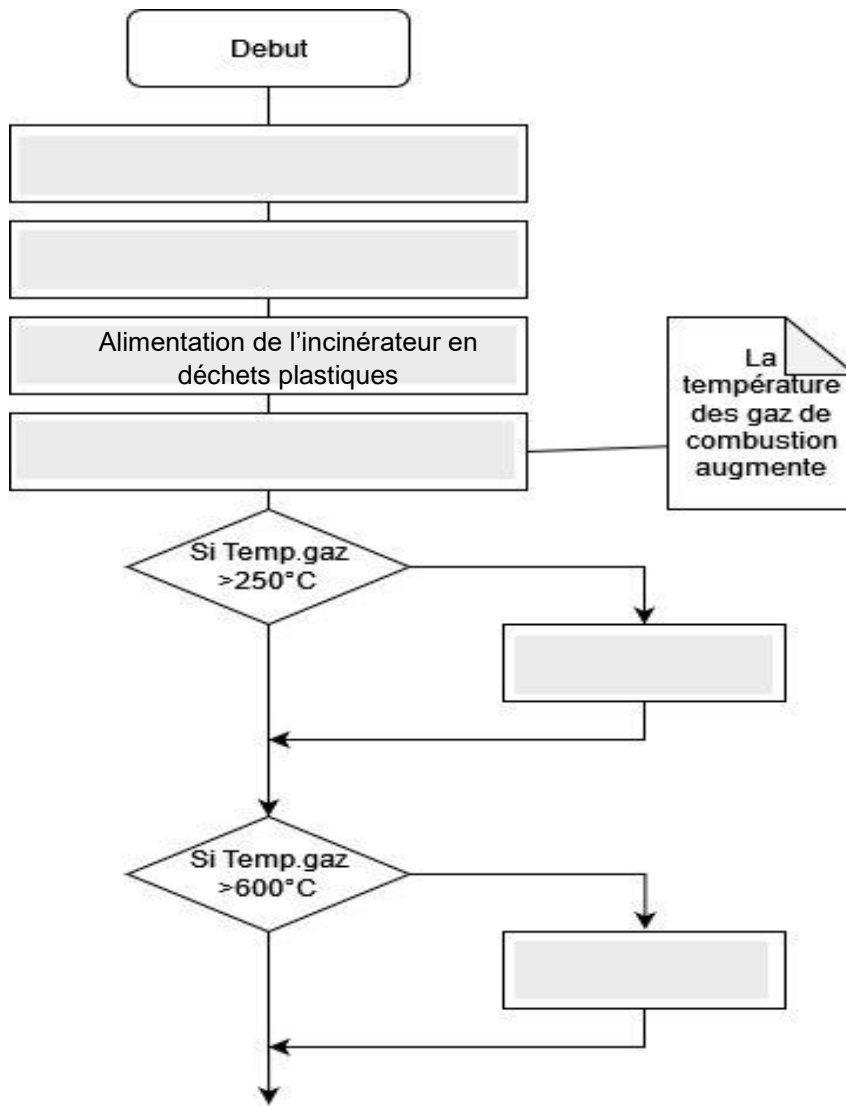 Debut
Alimentation de l’incinérateur en
déchets plastiques
La
température
des gaz de
combustion
augmente
Si Temp.gaz
>250°C
Si Temp.gaz
>600°C